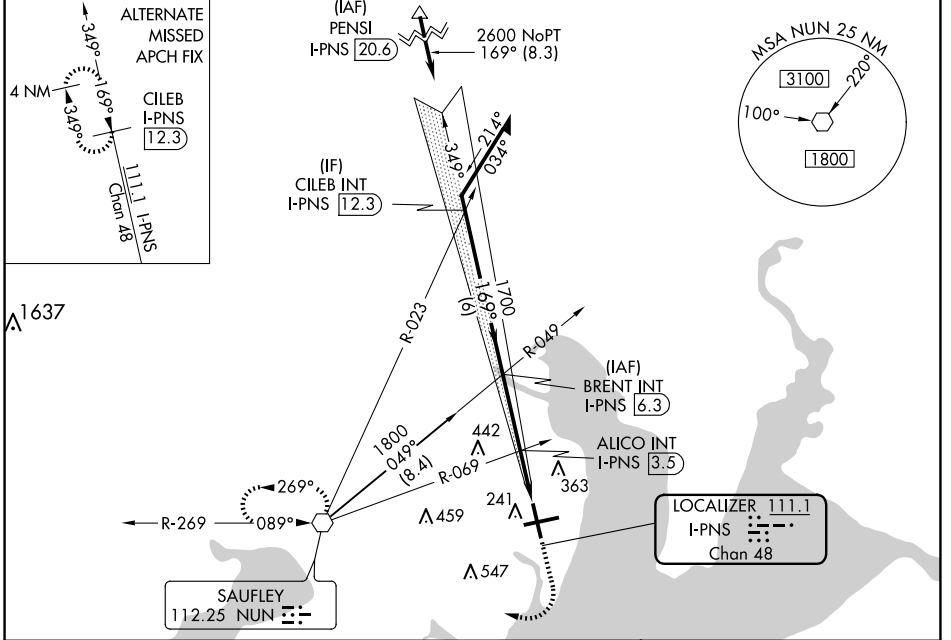 ALTERNATE
MISSED
APCH FIX
349°
169°
4 NM
349°
CILEB
I-PNS
12.3
111.1 I-PNS
Chan 48
(IAF)
PENSI
I-PNS 20.6
2600 NoPT
169° (8.3)
MSA NUN 25 NM
3100
220°
100°
1800
349°
214°
034°
(IF)
CILEB INT
I-PNS 12.3
1637
R-023
1700
169°
(6)
R-049
(IAF)
BRENT INT
I-PNS 6.3
1800
049°
(8.4)
442
R-069
ALICO INT
I-PNS 3.5
363
269°
R-269
089°
459
241
LOCALIZER 111.1
I-PNS
Chan 48
547
SAUFLEY
112.25 NUN